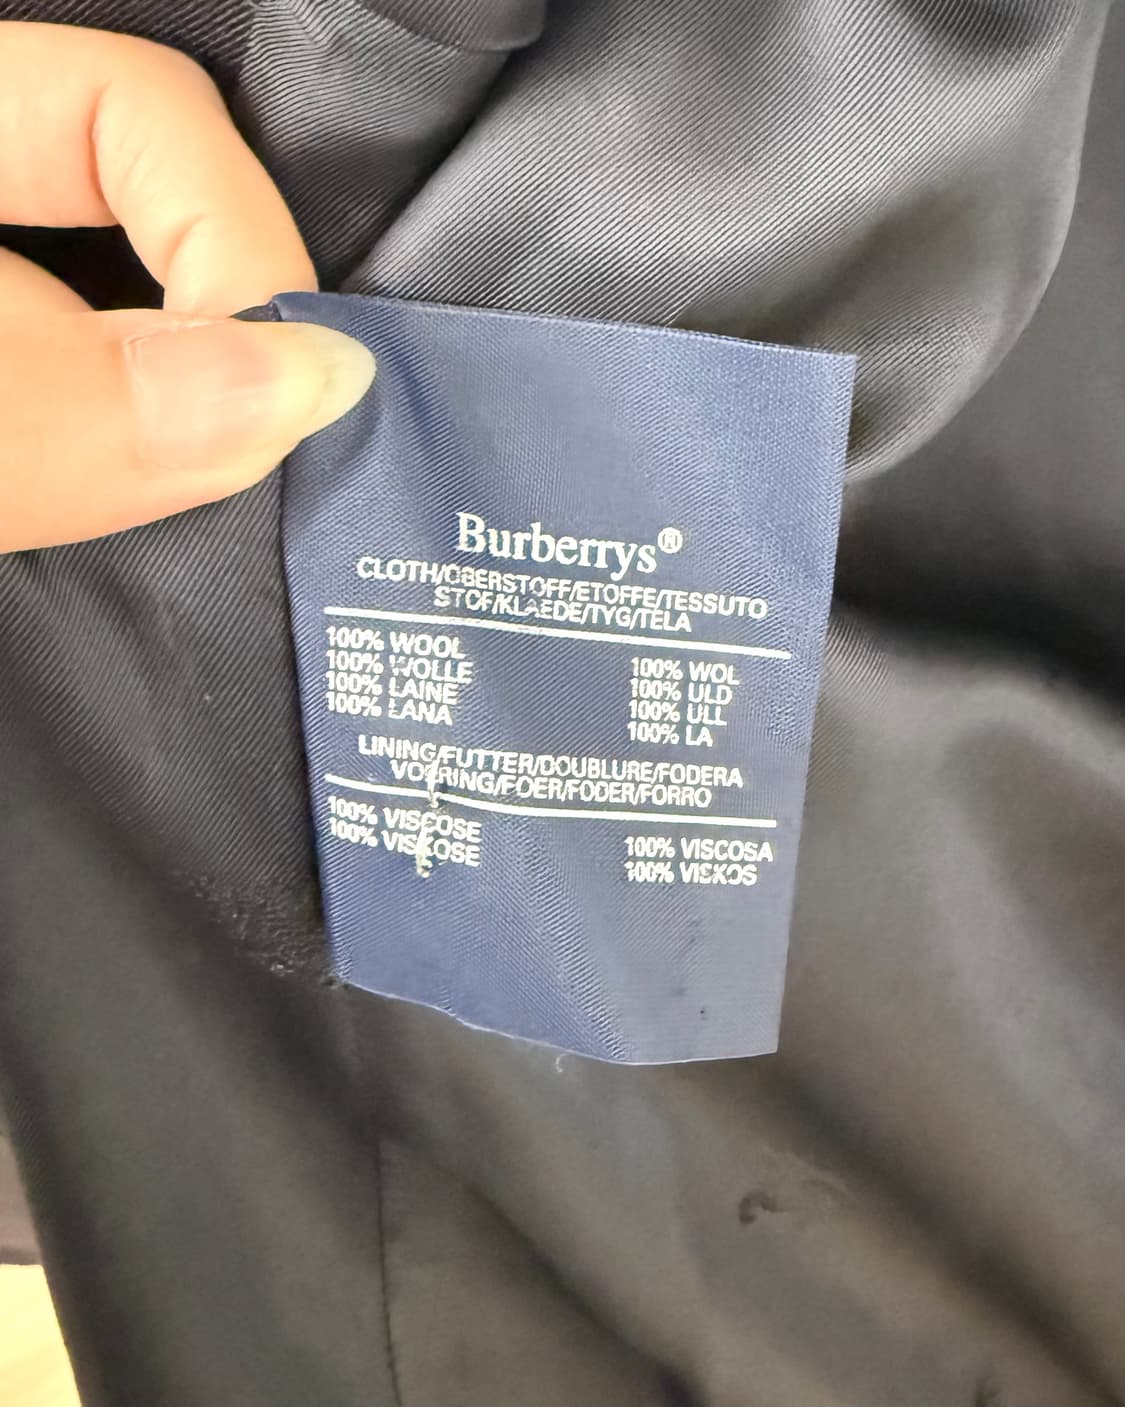 Burberrys®
CLOTH/OBERSTOFF/ETOFFE/TESSUTO
STOF/KLAEDE/TYG/TELA
100% WOOL
100% WOLLE
100% LAINE
100% LANA
100% WOL
100% ULD
100% ULL
100% LA
LINING/FUTTER/DOUBLURE/FODERA
VOERING/FOER/FODER/FORRO
100% VISCOSE
100% VISKOSE
100% VISCOSA
100% VISKOS